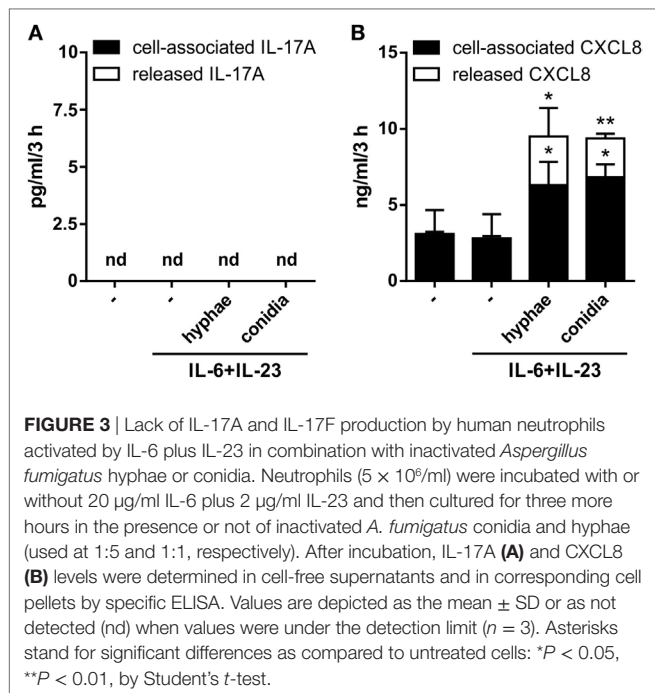 A
B
10
7.5
5
2.5
0
pg/ml/3 h
cell-associated IL-17A
released IL-17A
nd nd nd nd
- - hyphae conidia
IL-6+IL-23
15
10
5
0
ng/ml/3 h
cell-associated CXCL8
released CXCL8
* **
* *
- - hyphae conidia
IL-6+IL-23
FIGURE 3 | Lack of IL-17A and IL-17F production by human neutrophils
activated by IL-6 plus IL-23 in combination with inactivated Aspergillus
fumigatus hyphae or conidia. Neutrophils (5 × 10⁶/ml) were incubated with or
without 20 μg/ml IL-6 plus 2 μg/ml IL-23 and then cultured for three more
hours in the presence or not of inactivated A. fumigatus conidia and hyphae
(used at 1:5 and 1:1, respectively). After incubation, IL-17A (A) and CXCL8
(B) levels were determined in cell-free supernatants and in corresponding cell
pellets by specific ELISA. Values are depicted as the mean ± SD or as not
detected (nd) when values were under the detection limit (n = 3). Asterisks
stand for significant differences as compared to untreated cells: *P < 0.05,
**P < 0.01, by Student's t-test.